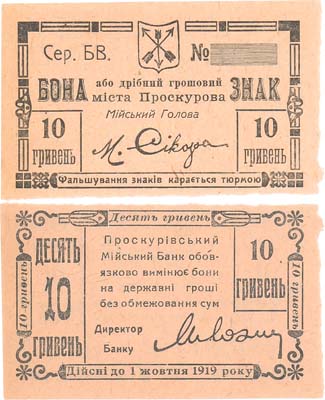 Сер. БВ. №
БОНА або дрібний грошовий ЗНАК
міста Проскурова
Мійський Голова
10 гривень
М. Сікора
10 гривень
Фальшування знаків карається тюрмою
Десять гривень
ДЕСЯТЬ 10 гривень
Проскурівський
Мійський Банк обов'-
язково вимінює бони
на державні гроші
без обмежовання сум
Директор
Банку
10 гривень
10 гривень
10 гривень
Дійсні до 1 жовтня 1919 року